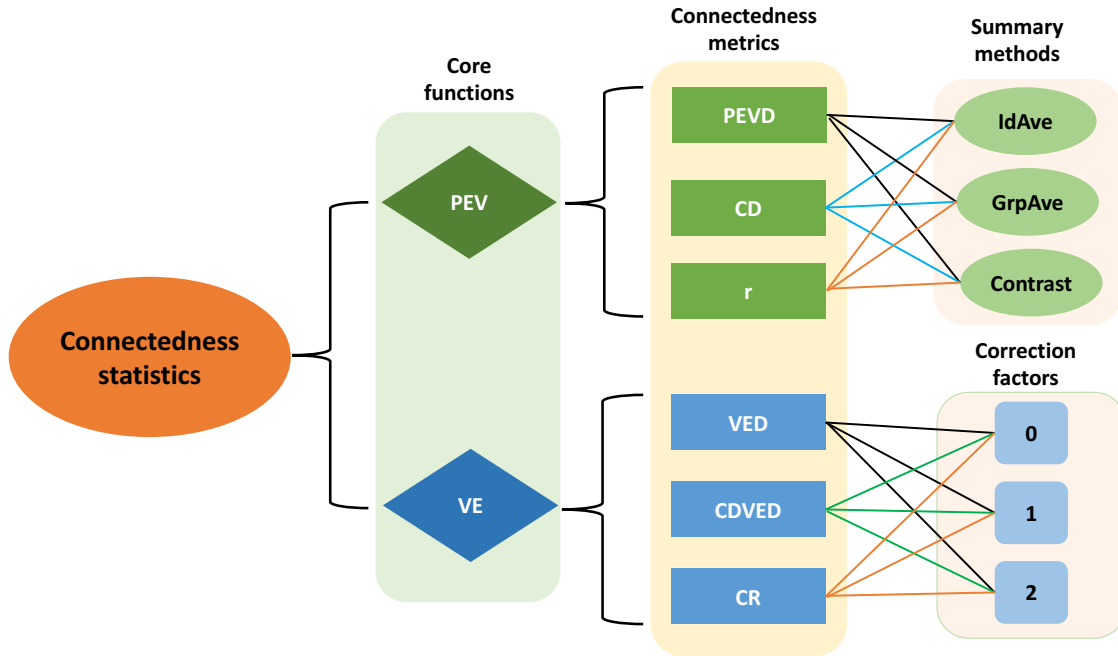 Connectedness
statistics
Core
functions
PEV
VE
Connectedness
metrics
PEVD
CD
r
VED
CDVED
CR
Summary
methods
IdAve
GrpAve
Contrast
Correction
factors
0
1
2